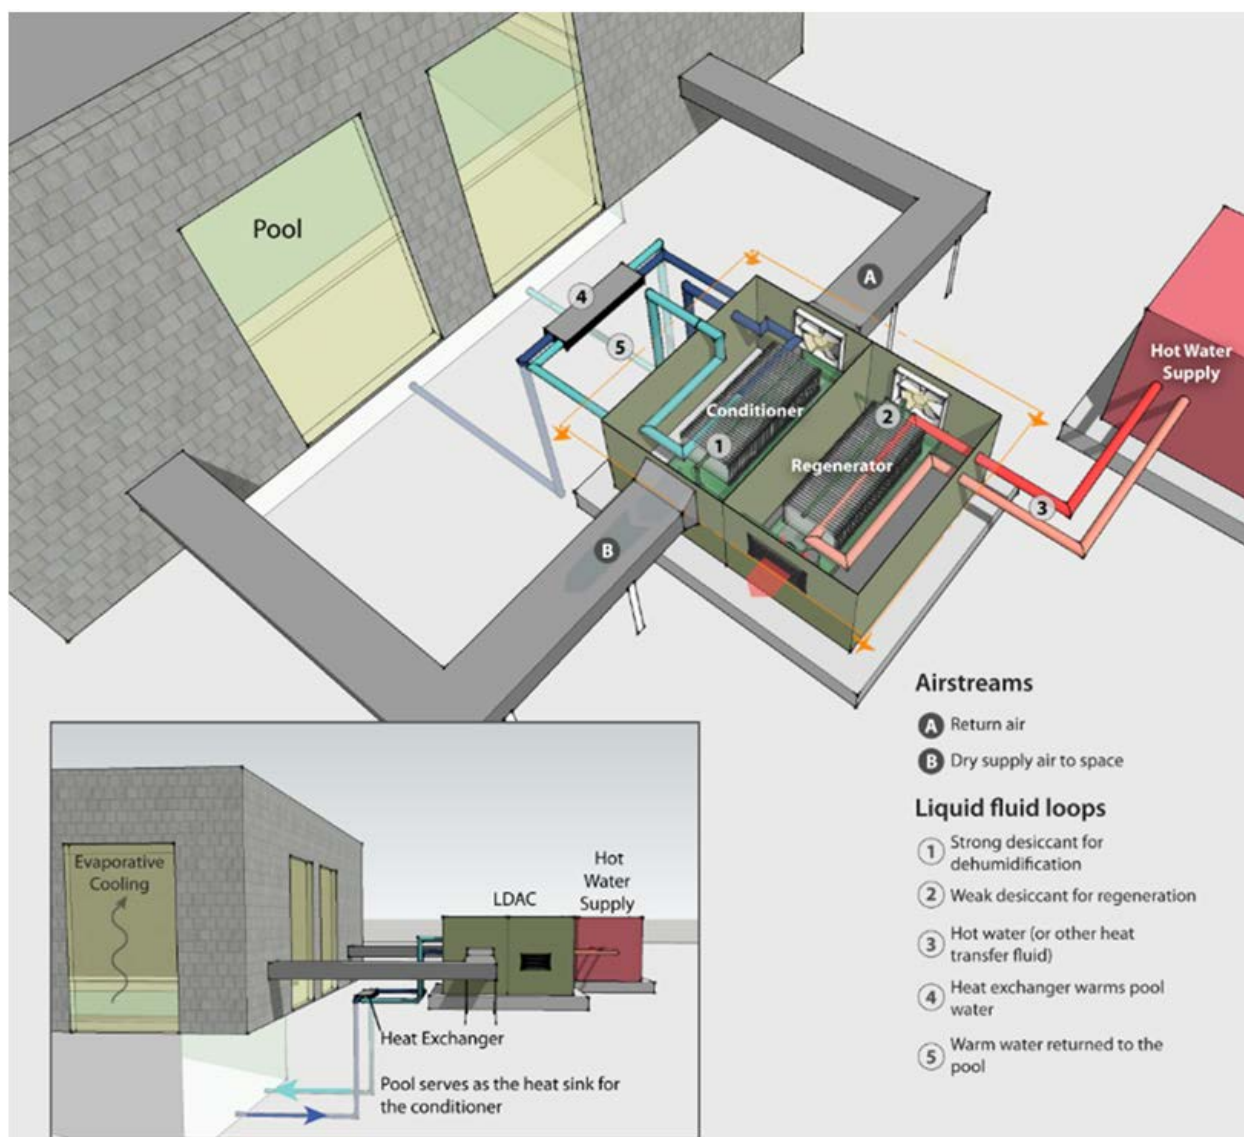 Pool
4
5
A
Hot Water
Supply
Conditioner
1
2
Regenerator
3
B
Airstreams
A Return air
B Dry supply air to space
Liquid fluid loops
1 Strong desiccant for
dehumidification
2 Weak desiccant for regeneration
3 Hot water (or other heat
transfer fluid)
4 Heat exchanger warms pool
water
5 Warm water returned to the
pool
Evaporative
Cooling
Hot
Water
Supply
LDAC
Heat Exchanger
Pool serves as the heat sink for
the conditioner